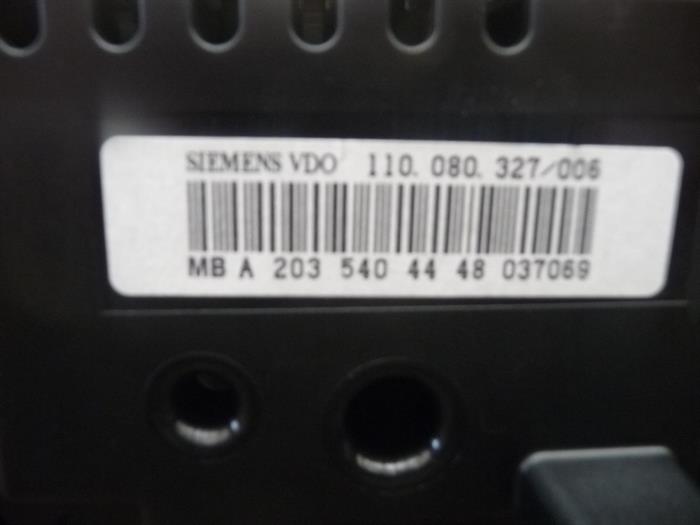 SIEMENS VDO 110. 080. 327/006
MB A 203 540 44 48 037069